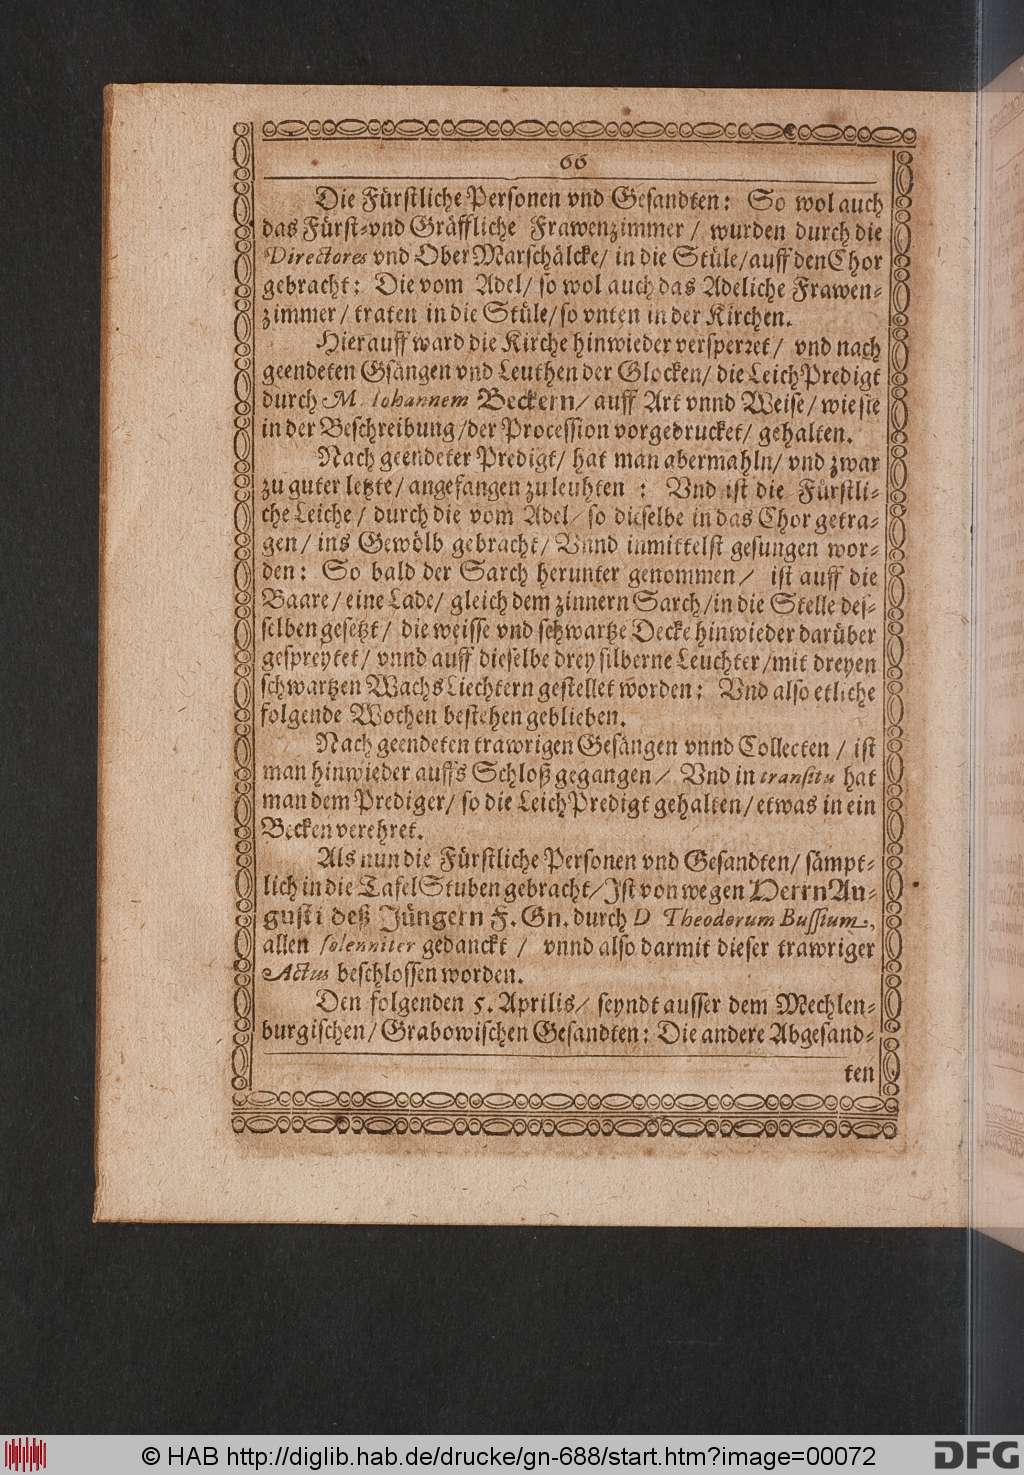 66
Die Fürstliche Personen vnd Gesandten: So wol auch
das Fürst-vnd Gräffliche Frawenzimmer / wurden durch die
Directores vnd Ober Marschälcke/ in die Stüle/auff den Chor
gebracht: Die vom Adel/ so wol auch das Adeliche Frawen-
zimmer/ traten in die Stüle/so vnten in der Kirchen.
Hierauff ward die Kirche hinwieder versperret/ vnd nach
geendeten Gsängen vnd Leuthen der Glocken/ die LeichPredigt
durch M. Iohannem Beckern/ auff Art vnnd Weise/ wie sie
in der Beschreibung/der Procession vorgedrucket/ gehalten.
Nach geendeter Predigt/ hat man abermahln/ vnd zwar
zu guter letzte/ angefangen zu leuhten : Vnd ist die Fürstli-
che Leiche / durch die vom Adel/ so dieselbe in das Chor getra-
gen/ ins Gewölb gebracht/ Vnnd inmittelst gesungen wor-
den: So bald der Sarch herunter genommen/ ist auff die
Baare/ eine Lade/ gleich dem zinnern Sarch/in die Stelle des-
selben gesetzt/ die weisse vnd schwartze Decke hinwieder darüber
gespreytet/ vnnd auff dieselbe drey silberne Leuchter/mit dreyen
schwartzen Wachs Liechtern gestellet worden: Vnd also etliche
folgende Wochen bestehen geblieben.
Nach geendeten trawrigen Gesängen vnnd Collecten / ist
man hinwieder auffs Schloß gegangen/ Vnd in transitu hat
man dem Prediger/ so die LeichPredigt gehalten/ etwas in ein
Becken verehret.
Als nun die Fürstliche Personen vnd Gesandten/ sämpt-
lich in die TafelStuben gebracht/Ist von wegen Herrn Au-
gusti deß Jüngern F. Gn. durch D Theodorum Bussium,
allen solenniter gedanckt / vnnd also darmit dieser trawriger
Actus beschlossen worden.
Den folgenden 5. Aprilis/ seyndt ausser dem Mechlen-
burgischen/ Grabowischen Gesandten: Die andere Abgesand-
ten
© HAB http://diglib.hab.de/drucke/gn-688/start.htm?image=00072
DFG